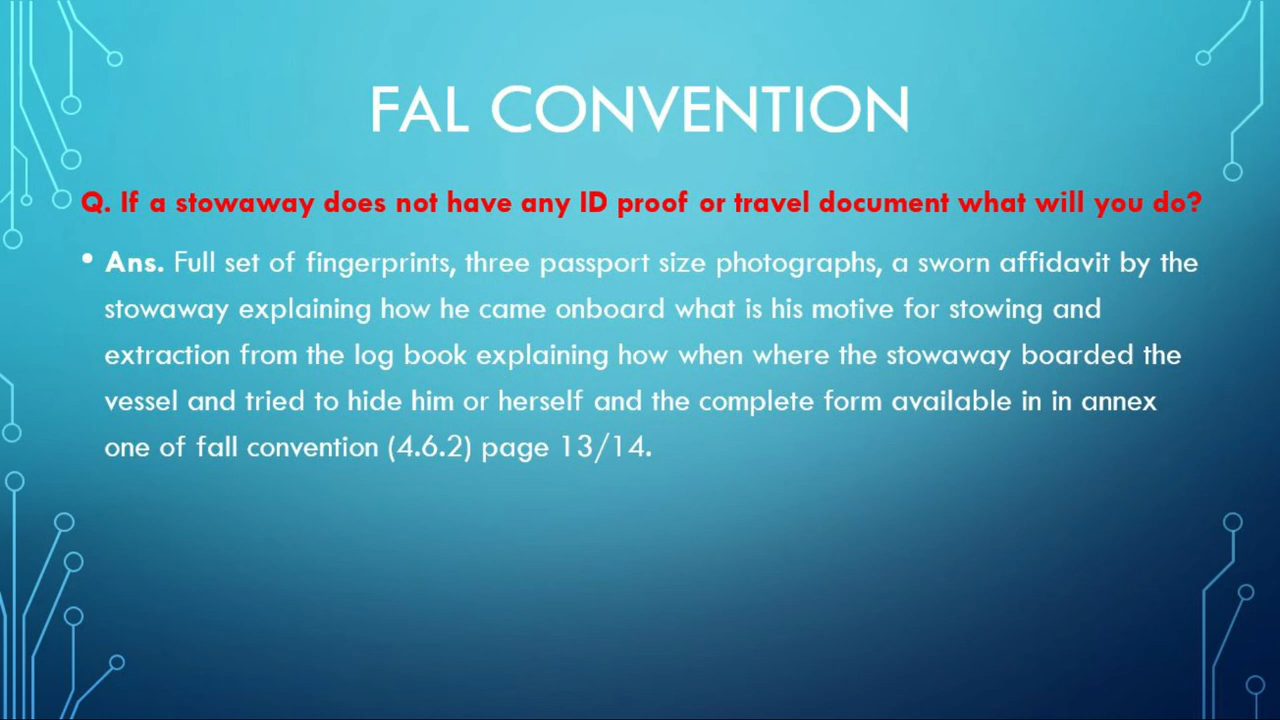 FAL CONVENTION
Q. If a stowaway does not have any ID proof or travel document what will you do?
• Ans. Full set of fingerprints, three passport size photographs, a sworn affidavit by the
stowaway explaining how he came onboard what is his motive for stowing and
extraction from the log book explaining how when where the stowaway boarded the
vessel and tried to hide him or herself and the complete form available in in annex
one of fall convention (4.6.2) page 13/14.